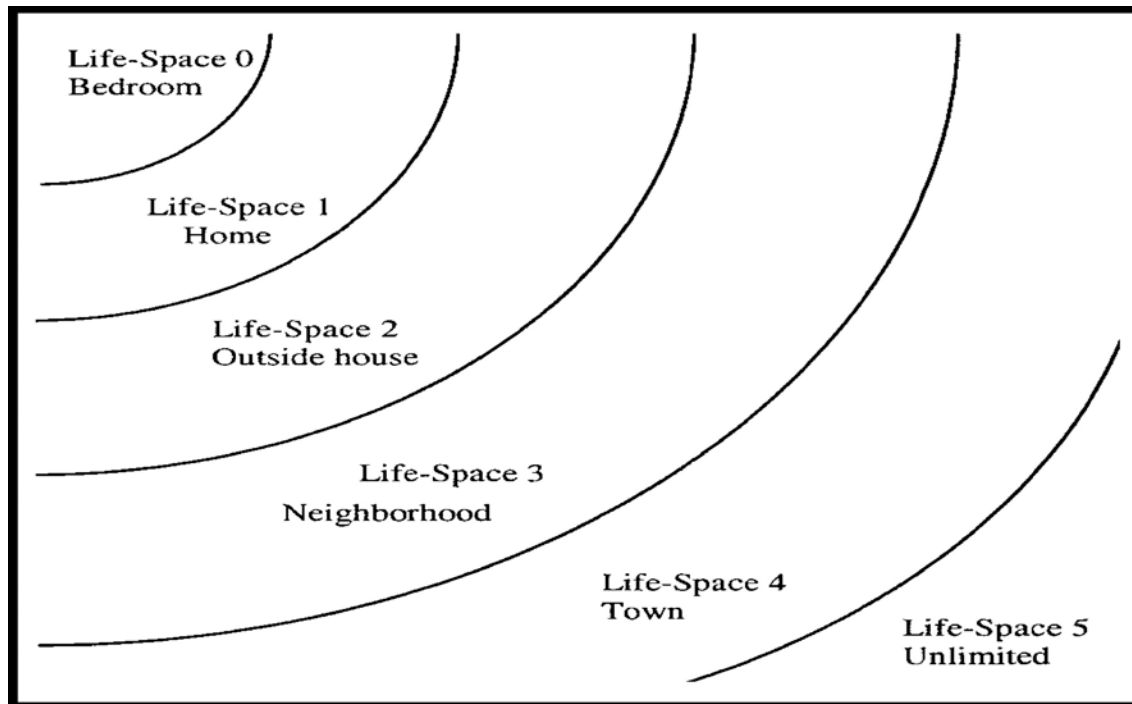 Life-Space 0
Bedroom
Life-Space 1
Home
Life-Space 2
Outside house
Life-Space 3
Neighborhood
Life-Space 4
Town
Life-Space 5
Unlimited